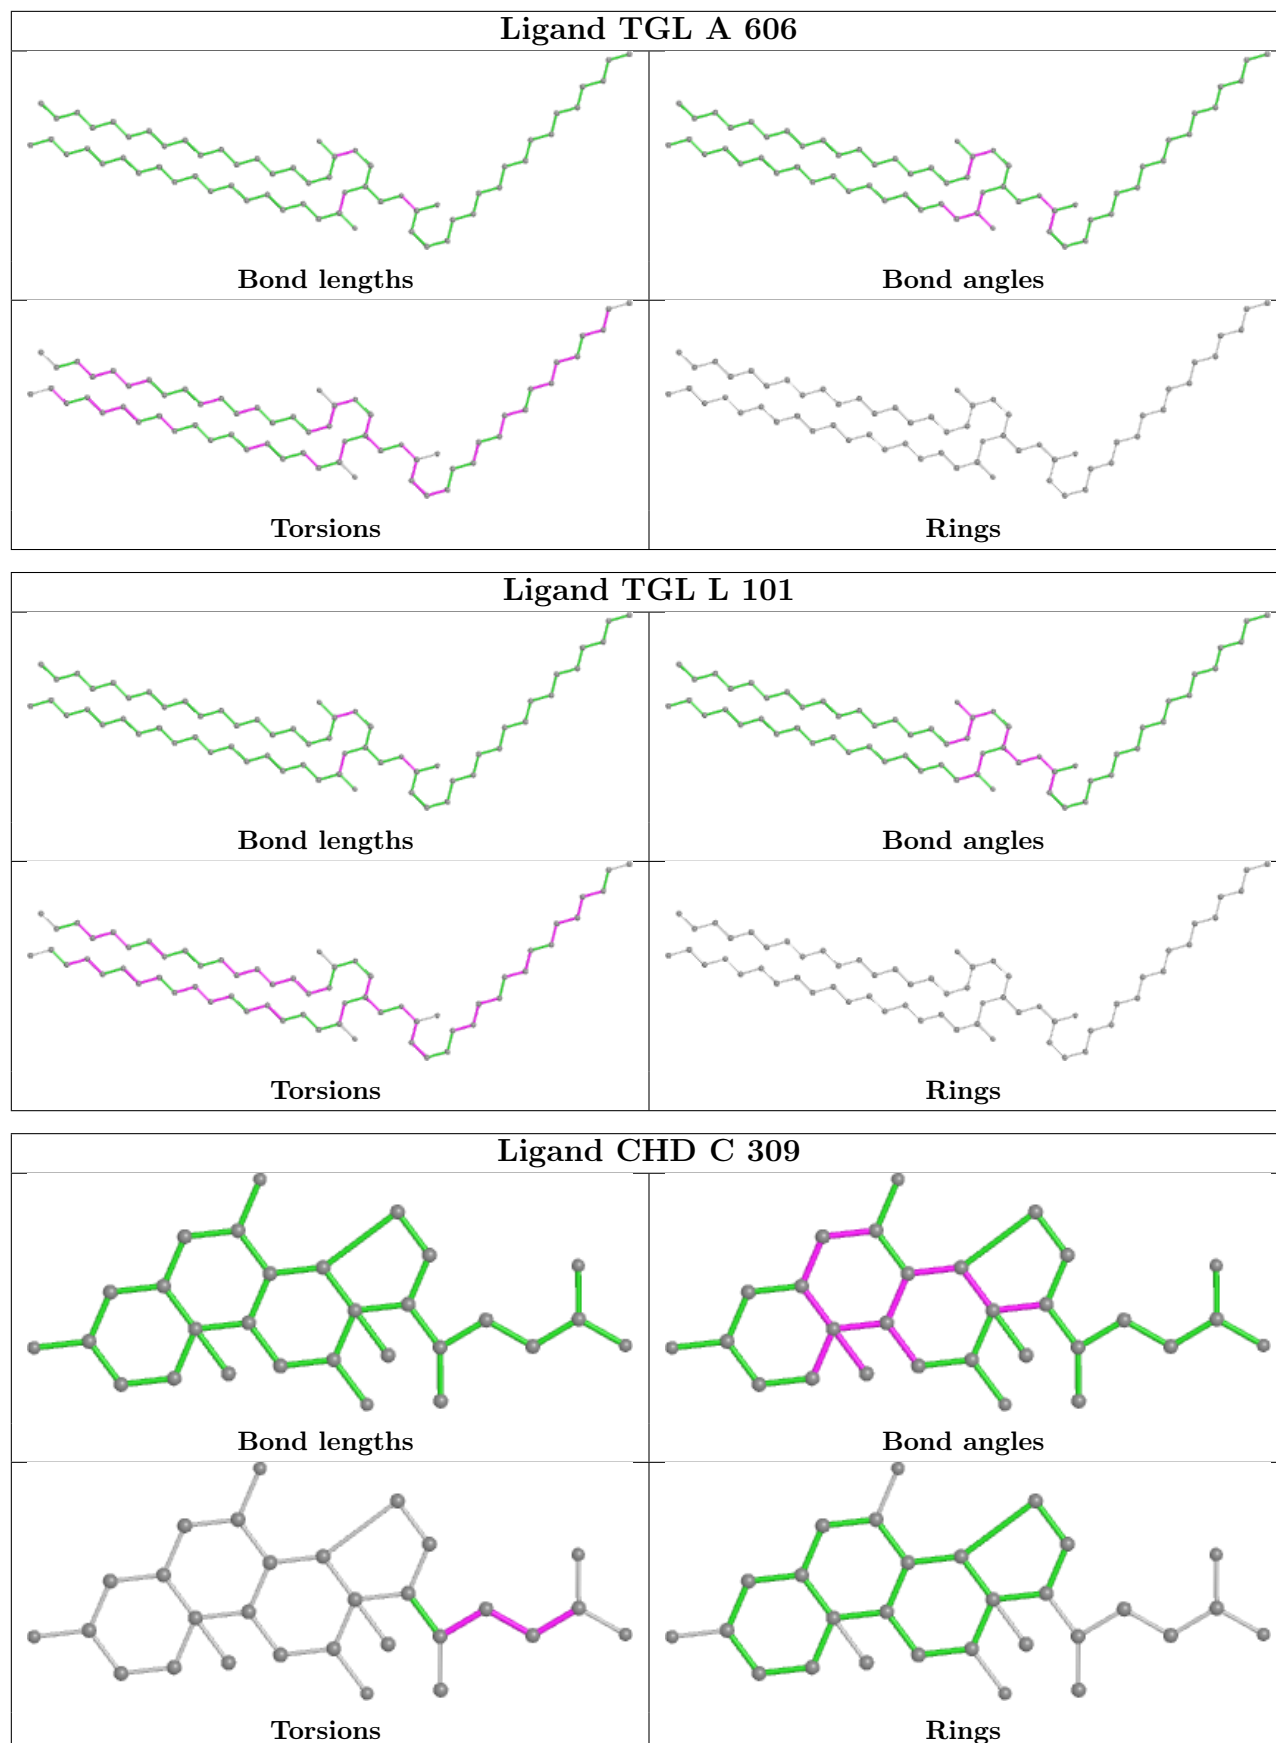 Ligand TGL A 606
Bond lengths
Bond angles
Torsions
Rings
Ligand TGL L 101
Bond lengths
Bond angles
Torsions
Rings
Ligand CHD C 309
Bond lengths
Bond angles
Torsions
Rings